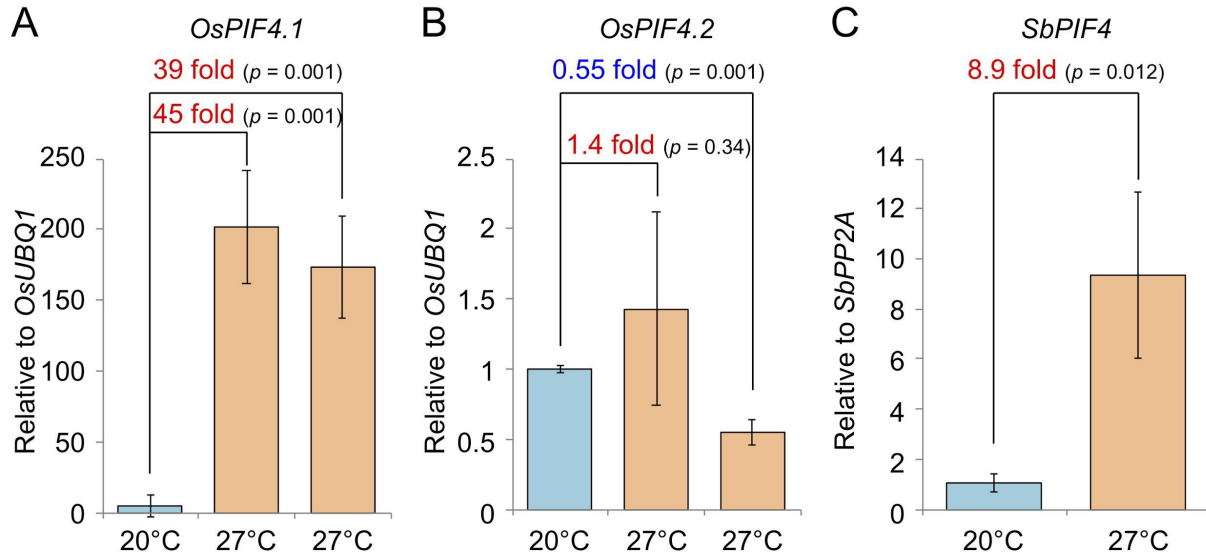 A
OsPIF4.1
39 fold (p = 0.001)
45 fold (p = 0.001)
250
200
150
100
50
0
Relative to OsUBQ1
20°C 27°C 27°C
B
OsPIF4.2
0.55 fold (p = 0.001)
1.4 fold (p = 0.34)
2.5
2
1.5
1
0.5
0
Relative to OsUBQ1
20°C 27°C 27°C
C
SbPIF4
8.9 fold (p = 0.012)
14
12
10
8
6
4
2
0
Relative to SbPP2A
20°C 27°C